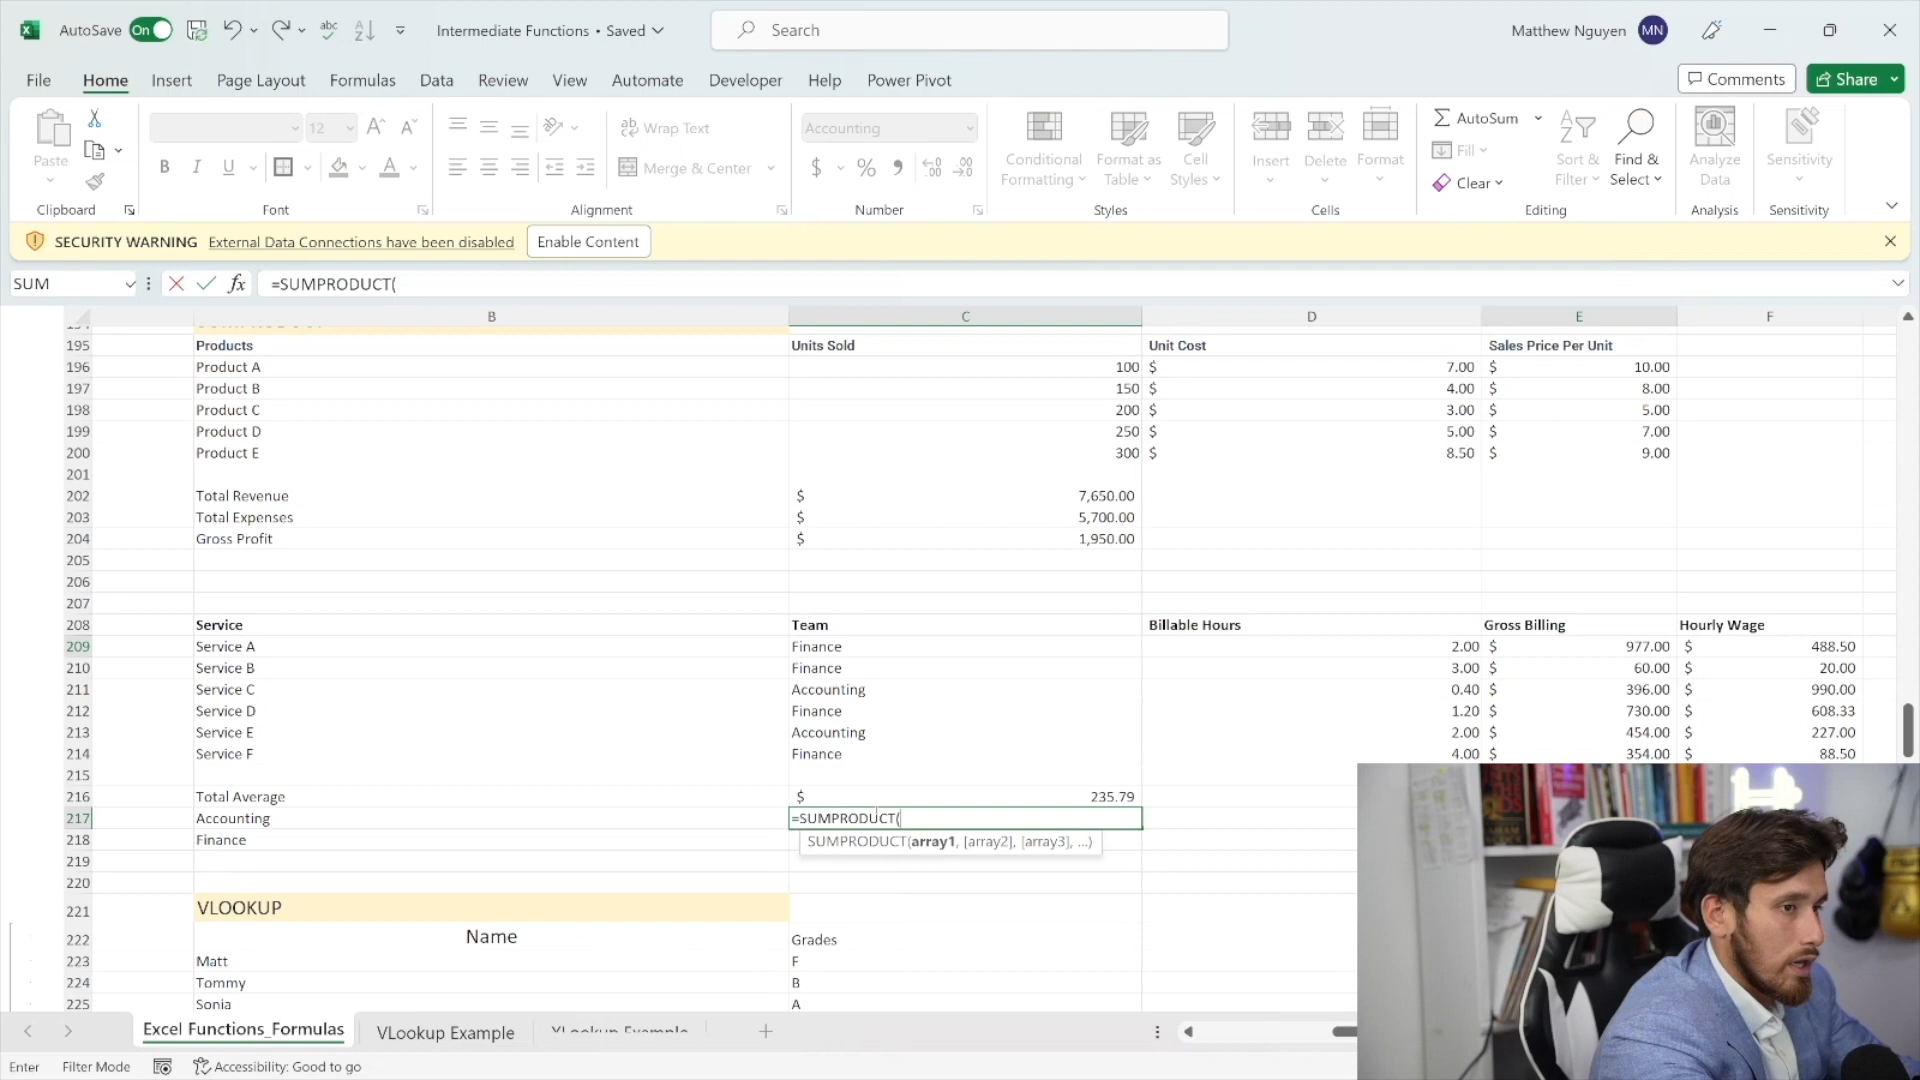 AutoSave On Intermediate Functions • Saved Search Matthew Nguyen MN
File Home Insert Page Layout Formulas Data Review View Automate Developer Help Power Pivot Comments Share
Paste 12 Wrap Text Accounting Conditional Formatting Format as Table Cell Styles Insert Delete Format AutoSum Fill Clear Sort & Filter Find & Select Analyze Data Sensitivity
B I U Merge & Center $ % 9
Clipboard Font Alignment Number Styles Cells Editing Analysis Sensitivity
SECURITY WARNING External Data Connections have been disabled Enable Content
SUM fx =SUMPRODUCT(
B C D E F
195 Products Units Sold Unit Cost Sales Price Per Unit
196 Product A 100 $ 7.00 $ 10.00
197 Product B 150 $ 4.00 $ 8.00
198 Product C 200 $ 3.00 $ 5.00
199 Product D 250 $ 5.00 $ 7.00
200 Product E 300 $ 8.50 $ 9.00
201
202 Total Revenue $ 7,650.00
203 Total Expenses $ 5,700.00
204 Gross Profit $ 1,950.00
205
206
207
208 Service Team Billable Hours Gross Billing Hourly Wage
209 Service A Finance 2.00 $ 977.00 $ 488.50
210 Service B Finance 3.00 $ 60.00 $ 20.00
211 Service C Accounting 0.40 $ 396.00 $ 990.00
212 Service D Finance 1.20 $ 730.00 $ 608.33
213 Service E Accounting 2.00 $ 454.00 $ 227.00
214 Service F Finance 4.00 $ 354.00 $ 88.50
215
216 Total Average $ 235.79
217 Accounting =SUMPRODUCT(
SUMPRODUCT(array1, [array2], [array3], ...)
218 Finance
219
220
221 VLOOKUP
222 Name Grades
223 Matt F
224 Tommy B
225 Sonia A
Excel Functions_Formulas VLookup Example XLookup Example
Enter Filter Mode Accessibility: Good to go